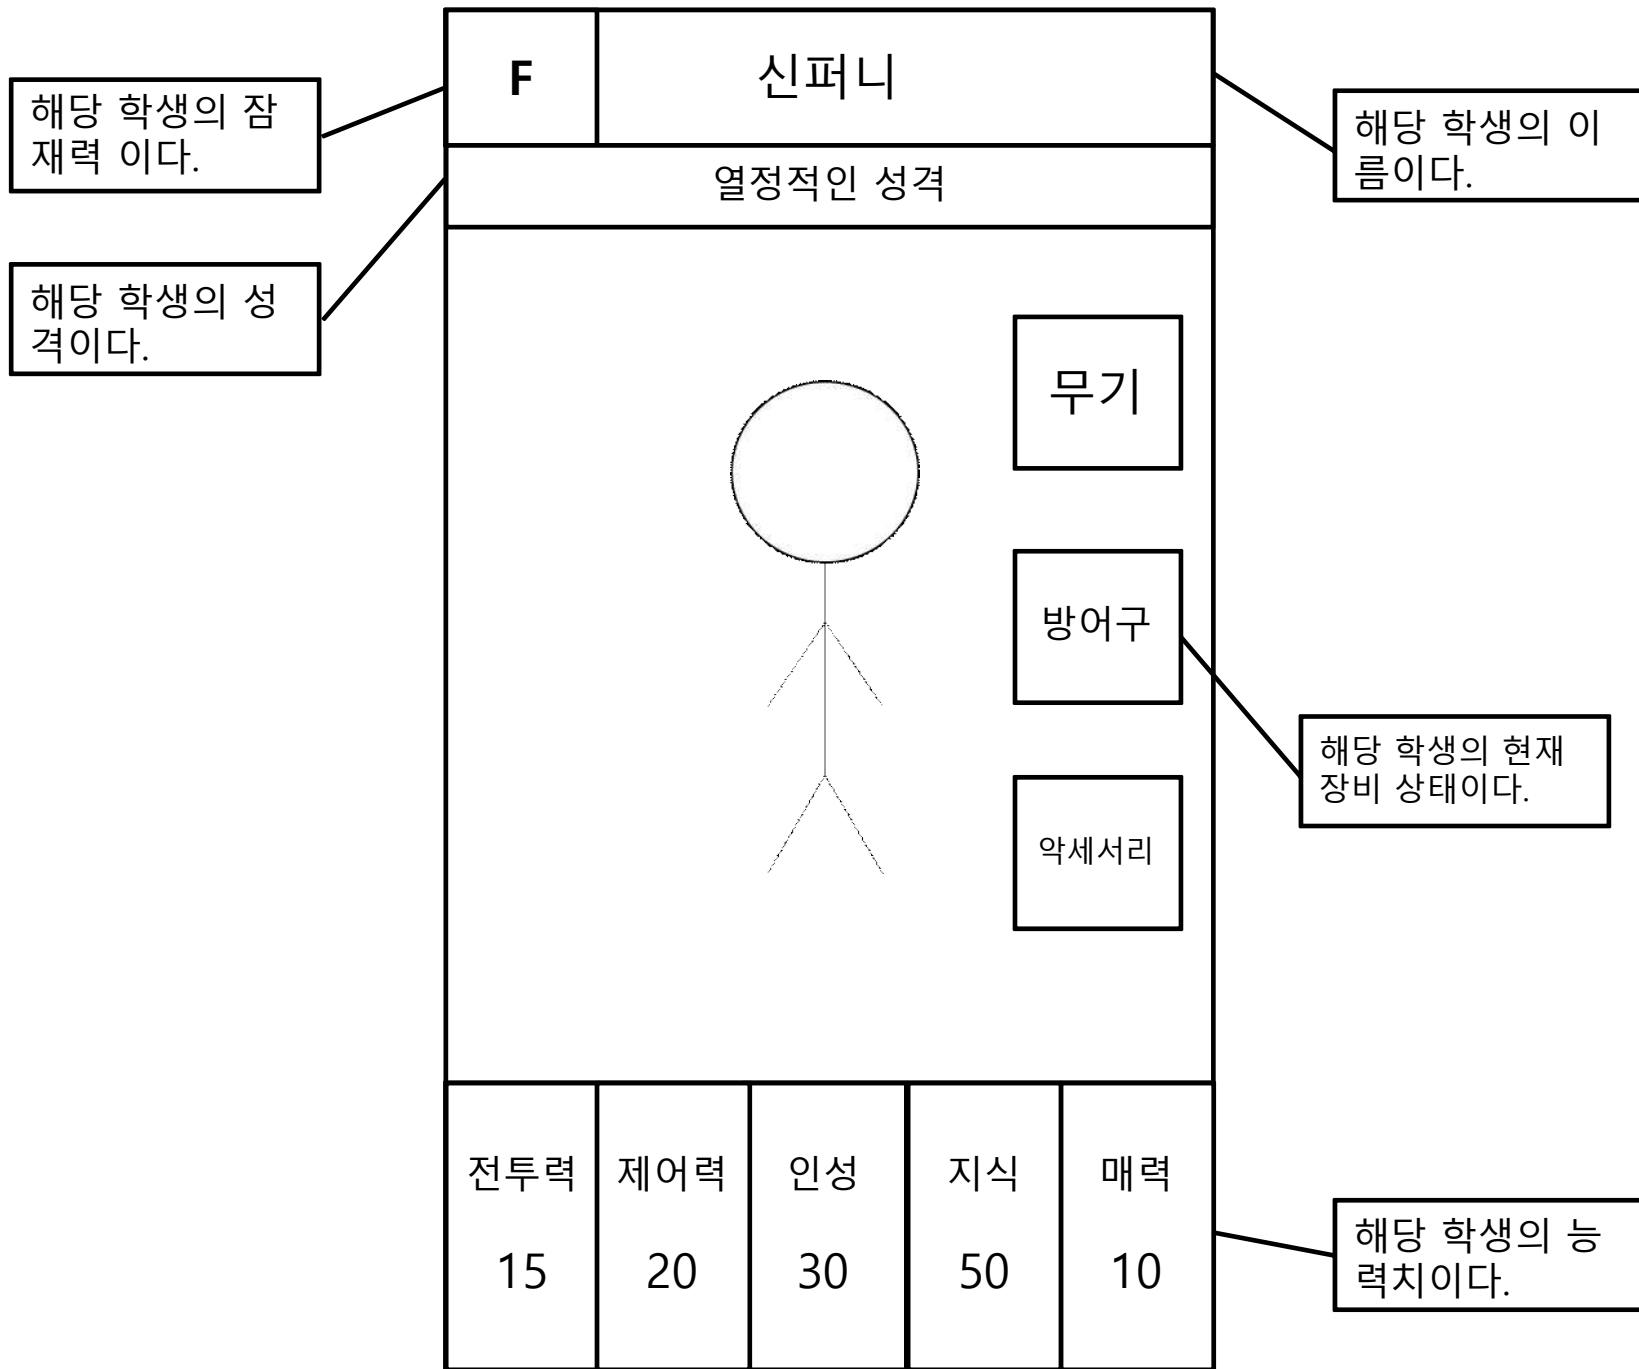 F
신퍼니
해당 학생의 잠
재력 이다.
해당 학생의 이
름이다.
열정적인 성격
해당 학생의 성
격이다.
무기
방어구
해당 학생의 현재
장비 상태이다.
악세서리
전투력 제어력 인성 지식 매력
15 20 30 50 10
해당 학생의 능
력치이다.